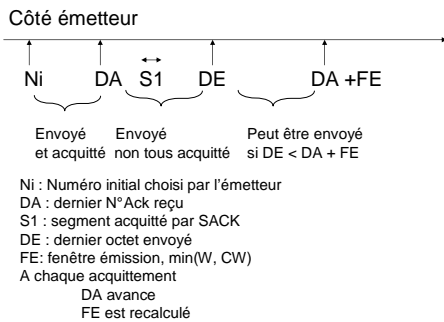 Côté émetteur
Ni DA S1 DE DA +FE
Envoyé Envoyé Peut être envoyé
et acquitté non tous acquitté si DE < DA + FE
Ni : Numéro initial choisi par l'émetteur
DA : dernier N°Ack reçu
S1 : segment acquitté par SACK
DE : dernier octet envoyé
FE: fenêtre émission, min(W, CW)
A chaque acquittement
DA avance
FE est recalculé